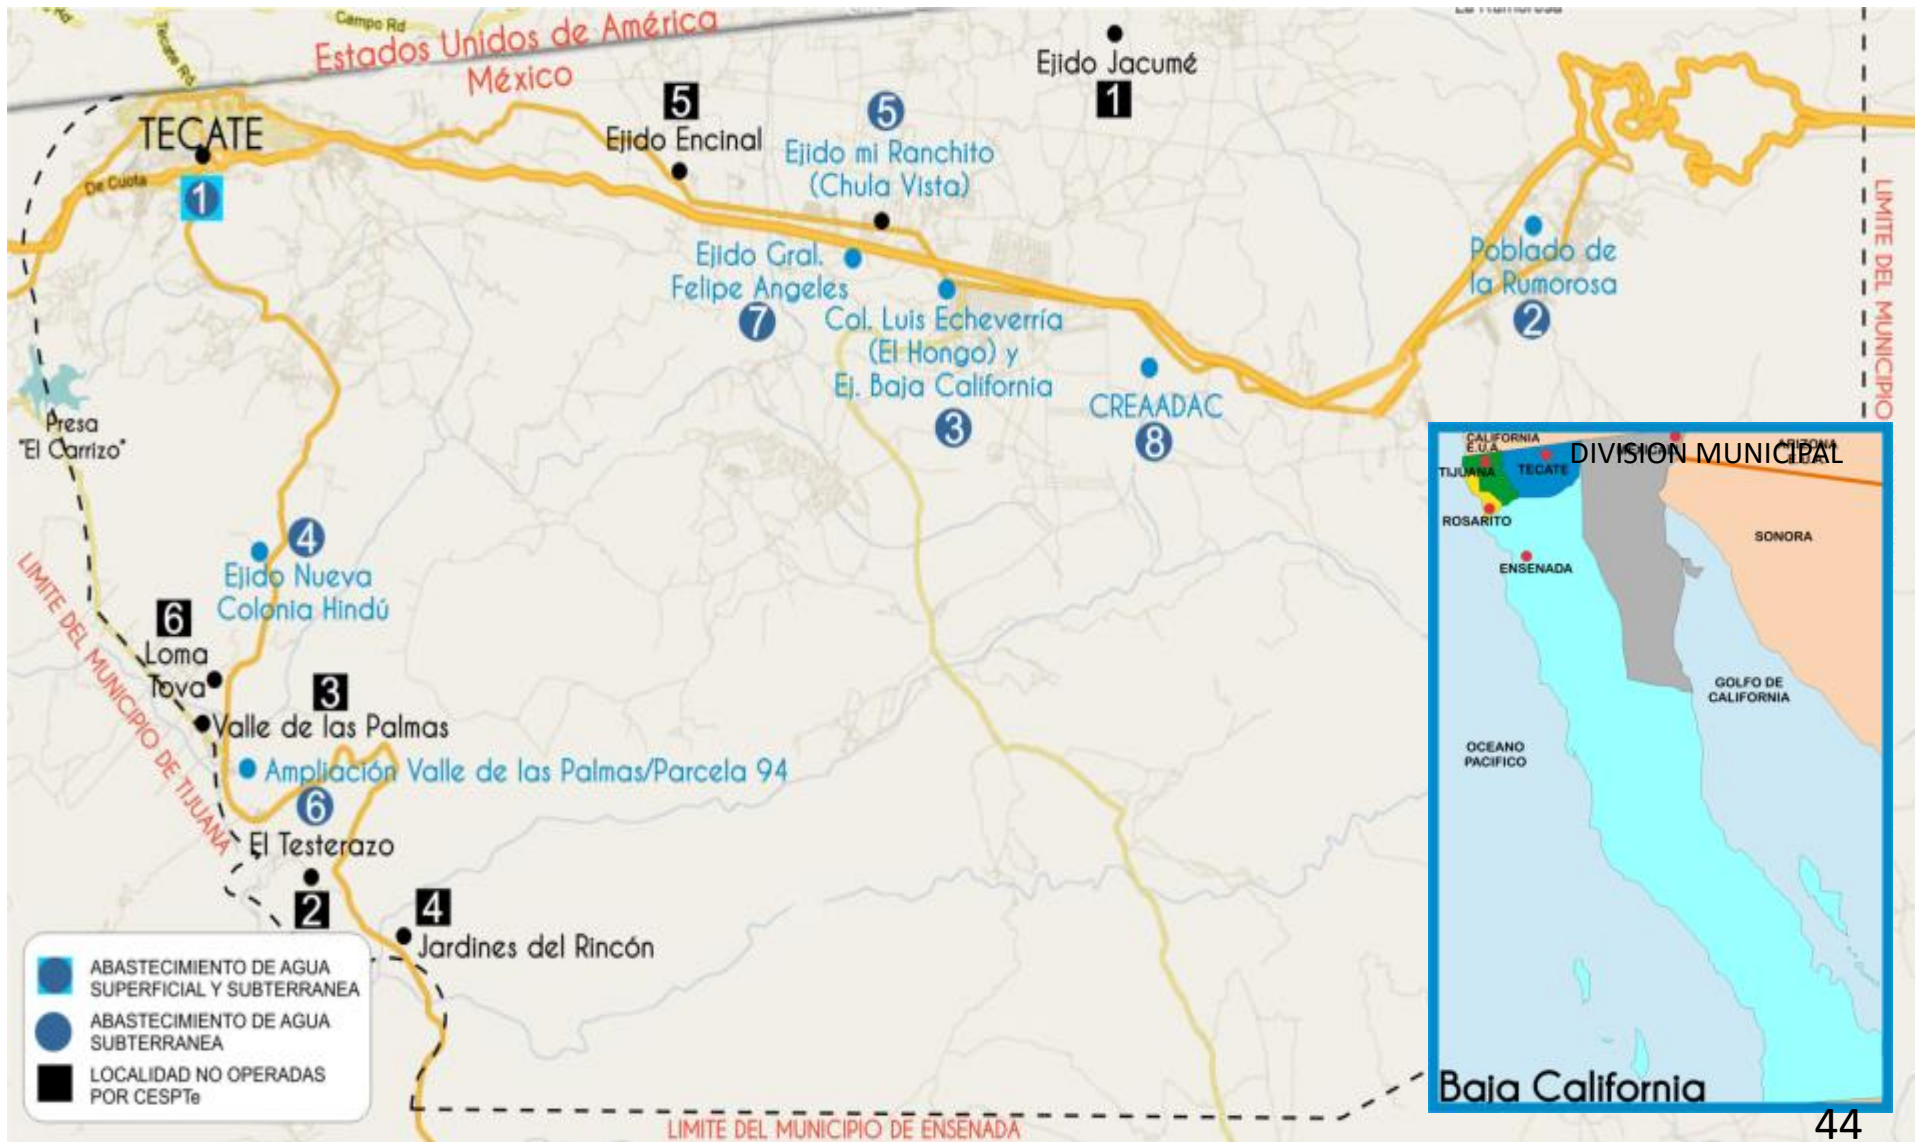 Campo Rd
Tecate Rd
Estados Unidos de América
México
TECATE
De Cuota
1
5
Ejido Encinal
5
Ejido mi Ranchito
(Chula Vista)
Ejido Jacumé
1
La Rumorosa
Ejido Gral.
Felipe Angeles
7
Col. Luis Echeverría
(El Hongo) y
Ej. Baja California
3
CREAADAC
8
Poblado de
la Rumorosa
2
LIMITE DEL MUNICIPIO
Presa
"El Carrizo"
4
Ejido Nueva
Colonia Hindú
LIMITE DEL MUNICIPIO DE TIJUANA
6
Loma
Tova
3
Valle de las Palmas
Ampliación Valle de las Palmas/Parcela 94
6
El Testerazo
2
4
Jardines del Rincón
ABASTECIMIENTO DE AGUA
SUPERFICIAL Y SUBTERRANEA
ABASTECIMIENTO DE AGUA
SUBTERRANEA
LOCALIDAD NO OPERADAS
POR CESPTe
LIMITE DEL MUNICIPIO DE ENSENADA
DIVISION MUNICIPAL
CALIFORNIA
E.U.A.
ARIZONA
E.U.A.
TIJUANA
TECATE
ROSARITO
ENSENADA
SONORA
GOLFO DE
CALIFORNIA
OCEANO
PACIFICO
Baja California
44